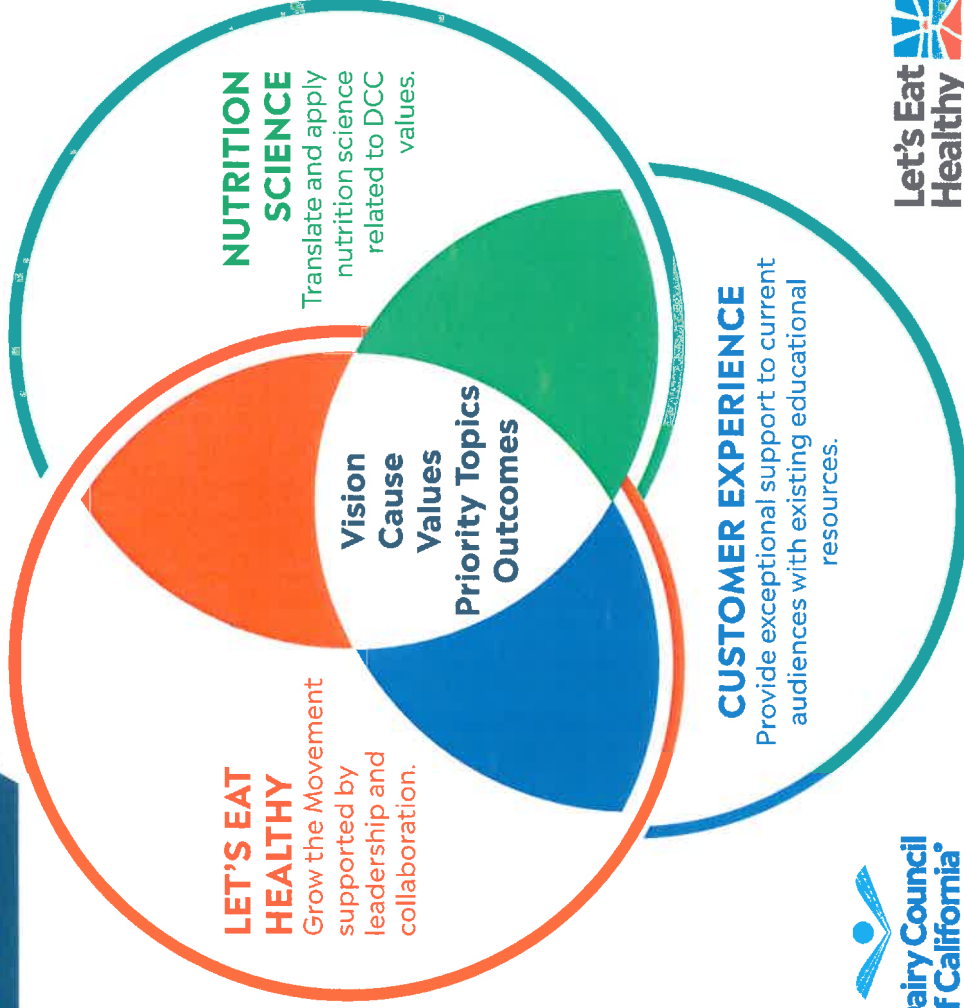 LET'S EAT
HEALTHY
Grow the Movement
supported by
leadership and
collaboration.
NUTRITION
SCIENCE
Translate and apply
nutrition science
related to DCC
values.
Vision
Cause
Values
Priority Topics
Outcomes
CUSTOMER EXPERIENCE
Provide exceptional support to current
audiences with existing educational
resources.
airy Council
f California®
Let's Eat
Healthy